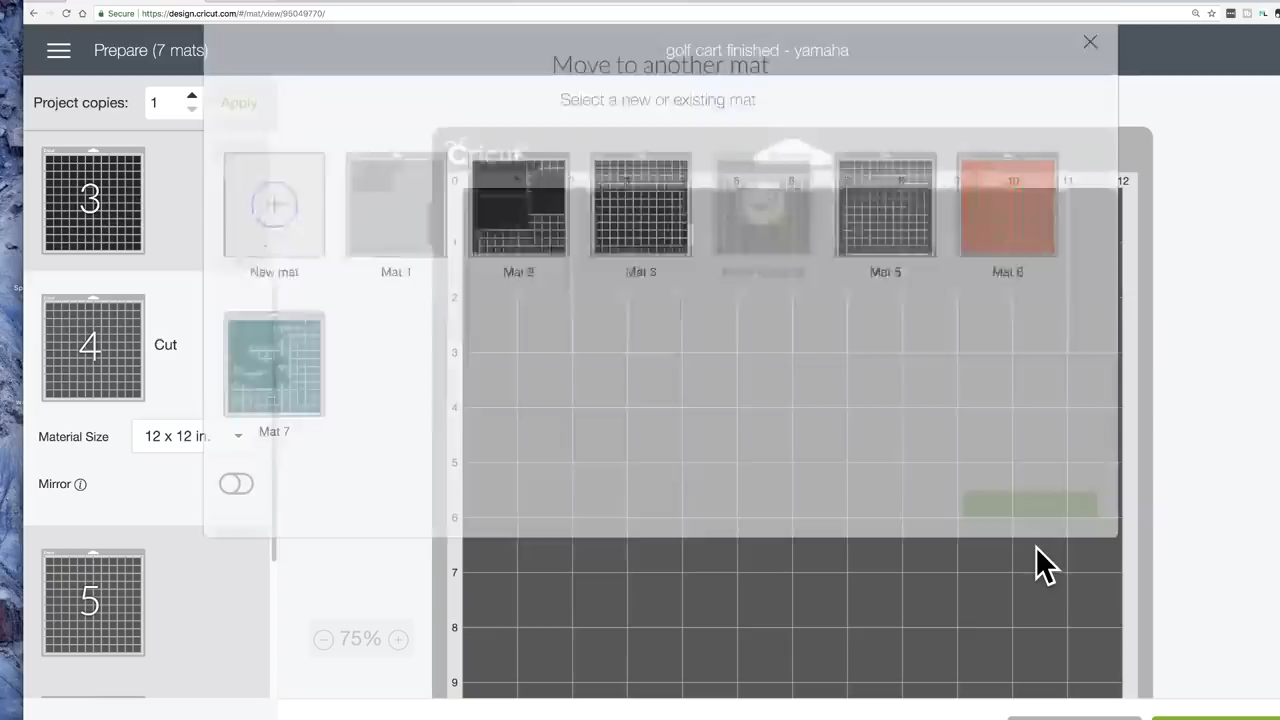 Secure https://design.cricut.com/#/mat/view/95049770/
Prepare (7 mats)
golf cart finished - yamaha
Move to another mat
Select a new or existing mat
Project copies: 1
Apply
Cricut
0 5 6 10 11 12
New mat
Mat 1
Mat 2
Mat 3
Mat 5
Mat 6
Mat 7
3
4
Cut
Material Size
12 x 12 in.
Mirror
5
1
2
3
4
5
6
7
8
9
75%